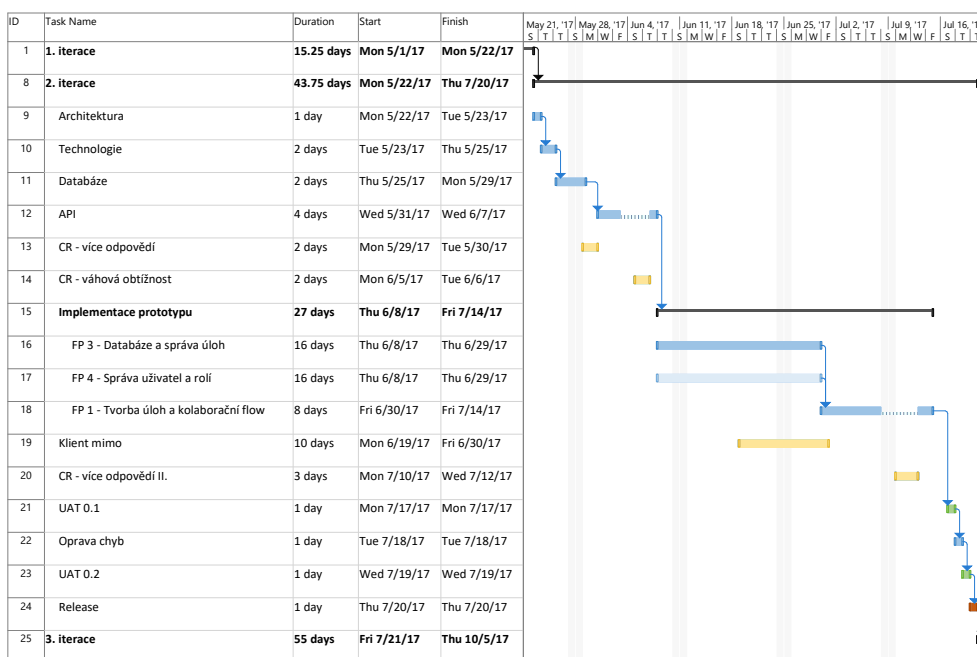 ID Task Name Duration Start Finish May 21, '17 May 28, '17 Jun 4, '17 Jun 11, '17 Jun 18, '17 Jun 25, '17 Jul 2, '17 Jul 9, '17 Jul 16, '1
S T T S M W F S T T S M W F S T T S M W F S T T S M W F S T
1 1. iterace 15.25 days Mon 5/1/17 Mon 5/22/17
8 2. iterace 43.75 days Mon 5/22/17 Thu 7/20/17
9 Architektura 1 day Mon 5/22/17 Tue 5/23/17
10 Technologie 2 days Tue 5/23/17 Thu 5/25/17
11 Databáze 2 days Thu 5/25/17 Mon 5/29/17
12 API 4 days Wed 5/31/17 Wed 6/7/17
13 CR - více odpovědí 2 days Mon 5/29/17 Tue 5/30/17
14 CR - váhová obtížnost 2 days Mon 6/5/17 Tue 6/6/17
15 Implementace prototypu 27 days Thu 6/8/17 Fri 7/14/17
16 FP 3 - Databáze a správa úloh 16 days Thu 6/8/17 Thu 6/29/17
17 FP 4 - Správa uživatel a rolí 16 days Thu 6/8/17 Thu 6/29/17
18 FP 1 - Tvorba úloh a kolaborační flow 8 days Fri 6/30/17 Fri 7/14/17
19 Klient mimo 10 days Mon 6/19/17 Fri 6/30/17
20 CR - více odpovědí II. 3 days Mon 7/10/17 Wed 7/12/17
21 UAT 0.1 1 day Mon 7/17/17 Mon 7/17/17
22 Oprava chyb 1 day Tue 7/18/17 Tue 7/18/17
23 UAT 0.2 1 day Wed 7/19/17 Wed 7/19/17
24 Release 1 day Thu 7/20/17 Thu 7/20/17
25 3. iterace 55 days Fri 7/21/17 Thu 10/5/17